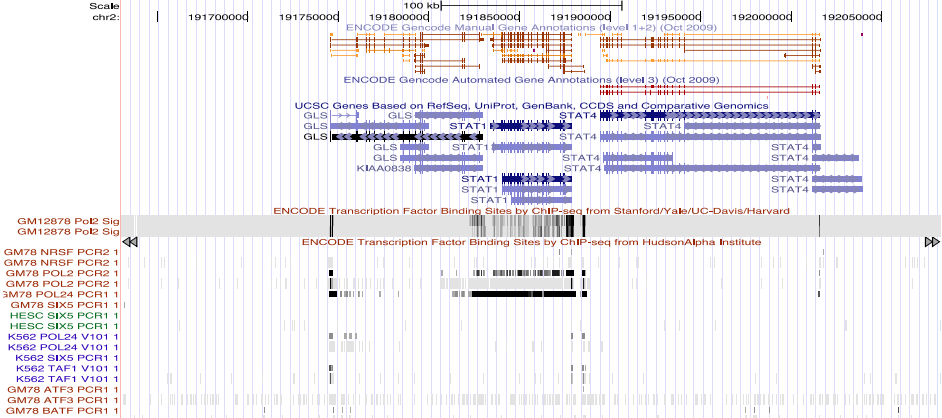 Scale 100 kb
chr2: 191700000 191750000 191800000 191850000 191900000 191950000 192000000 192050000
ENCODE Gencode Manual Gene Annotations (level 1+2) (Oct 2009)
ENCODE Gencode Automated Gene Annotations (level 3) (Oct 2009)
UCSC Genes Based on RefSeq, UniProt, GenBank, CCDS and Comparative Genomics
GLS GLS STAT4
GLS STAT1 STAT4
GLS STAT4
GLS STAT1 STAT4
GLS STAT4 STAT4
KIAA0838 STAT4
STAT1 STAT4
STAT1 STAT4
STAT1
ENCODE Transcription Factor Binding Sites by ChIP-seq from Stanford/Yale/UC-Davis/Harvard
GM12878 Pol2 Sig
GM12878 Pol2 Sig
ENCODE Transcription Factor Binding Sites by ChIP-seq from HudsonAlpha Institute
GM78 NRSF PCR2 1
GM78 NRSF PCR2 1
GM78 POL2 PCR2 1
GM78 POL2 PCR2 1
GM78 POL24 PCR1 1
GM78 SIX5 PCR1 1
HESC SIX5 PCR1 1
HESC SIX5 PCR1 1
K562 POL24 V101 1
K562 POL24 V101 1
K562 SIX5 PCR1 1
K562 TAF1 V101 1
K562 TAF1 V101 1
GM78 ATF3 PCR1 1
GM78 ATF3 PCR1 1
GM78 BATF PCR1 1